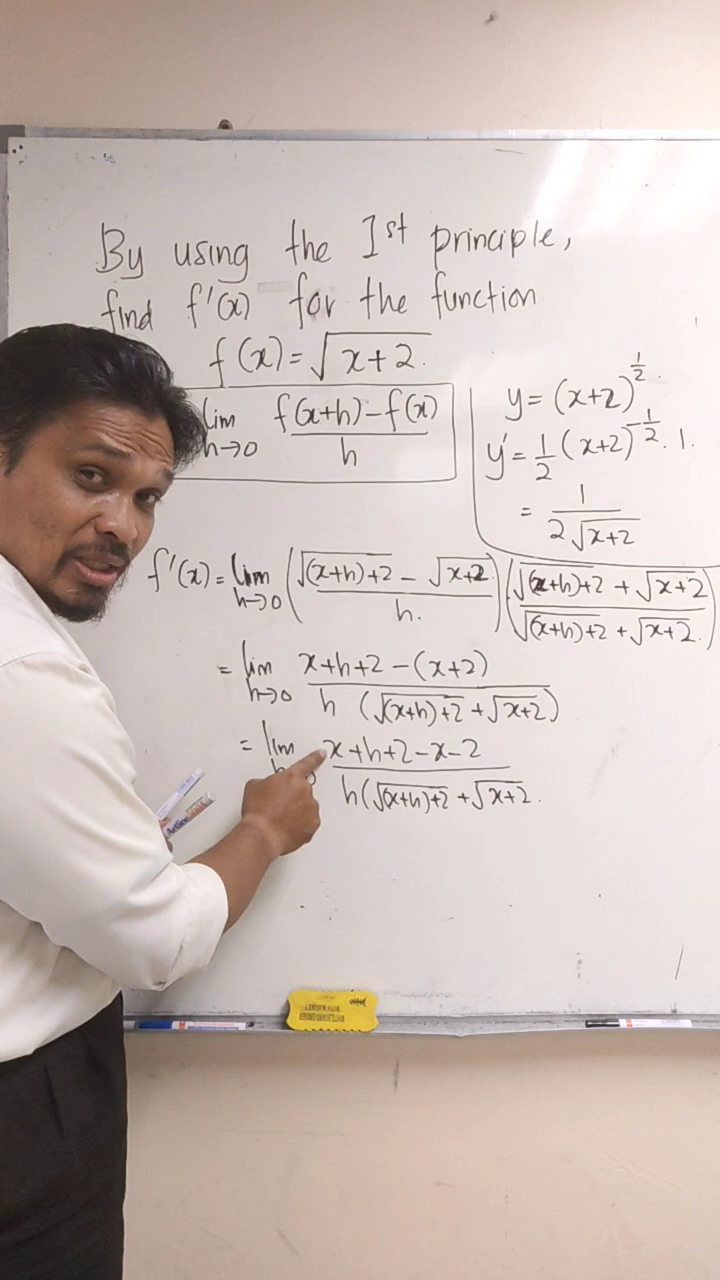 By using the 1st principle,
find f'(x) for the function
f(x)=√(x+2).
lim h→0 (f(x+h)-f(x))/h
y=(x+2)^(1/2).
y'=1/2(x+2)^(-1/2).1.
= 1/(2√(x+2))
f'(x)= lim h→0 ((√((x+h)+2) - √(x+2))/h.)((√((x+h)+2) + √(x+2))/(√((x+h)+2) + √(x+2).))
= lim h→0 (x+h+2-(x+2))/(h (√((x+h)+2) + √(x+2)))
= lim (x+h+2-x-2)/(h(√((x+h)+2) + √(x+2).
Artline